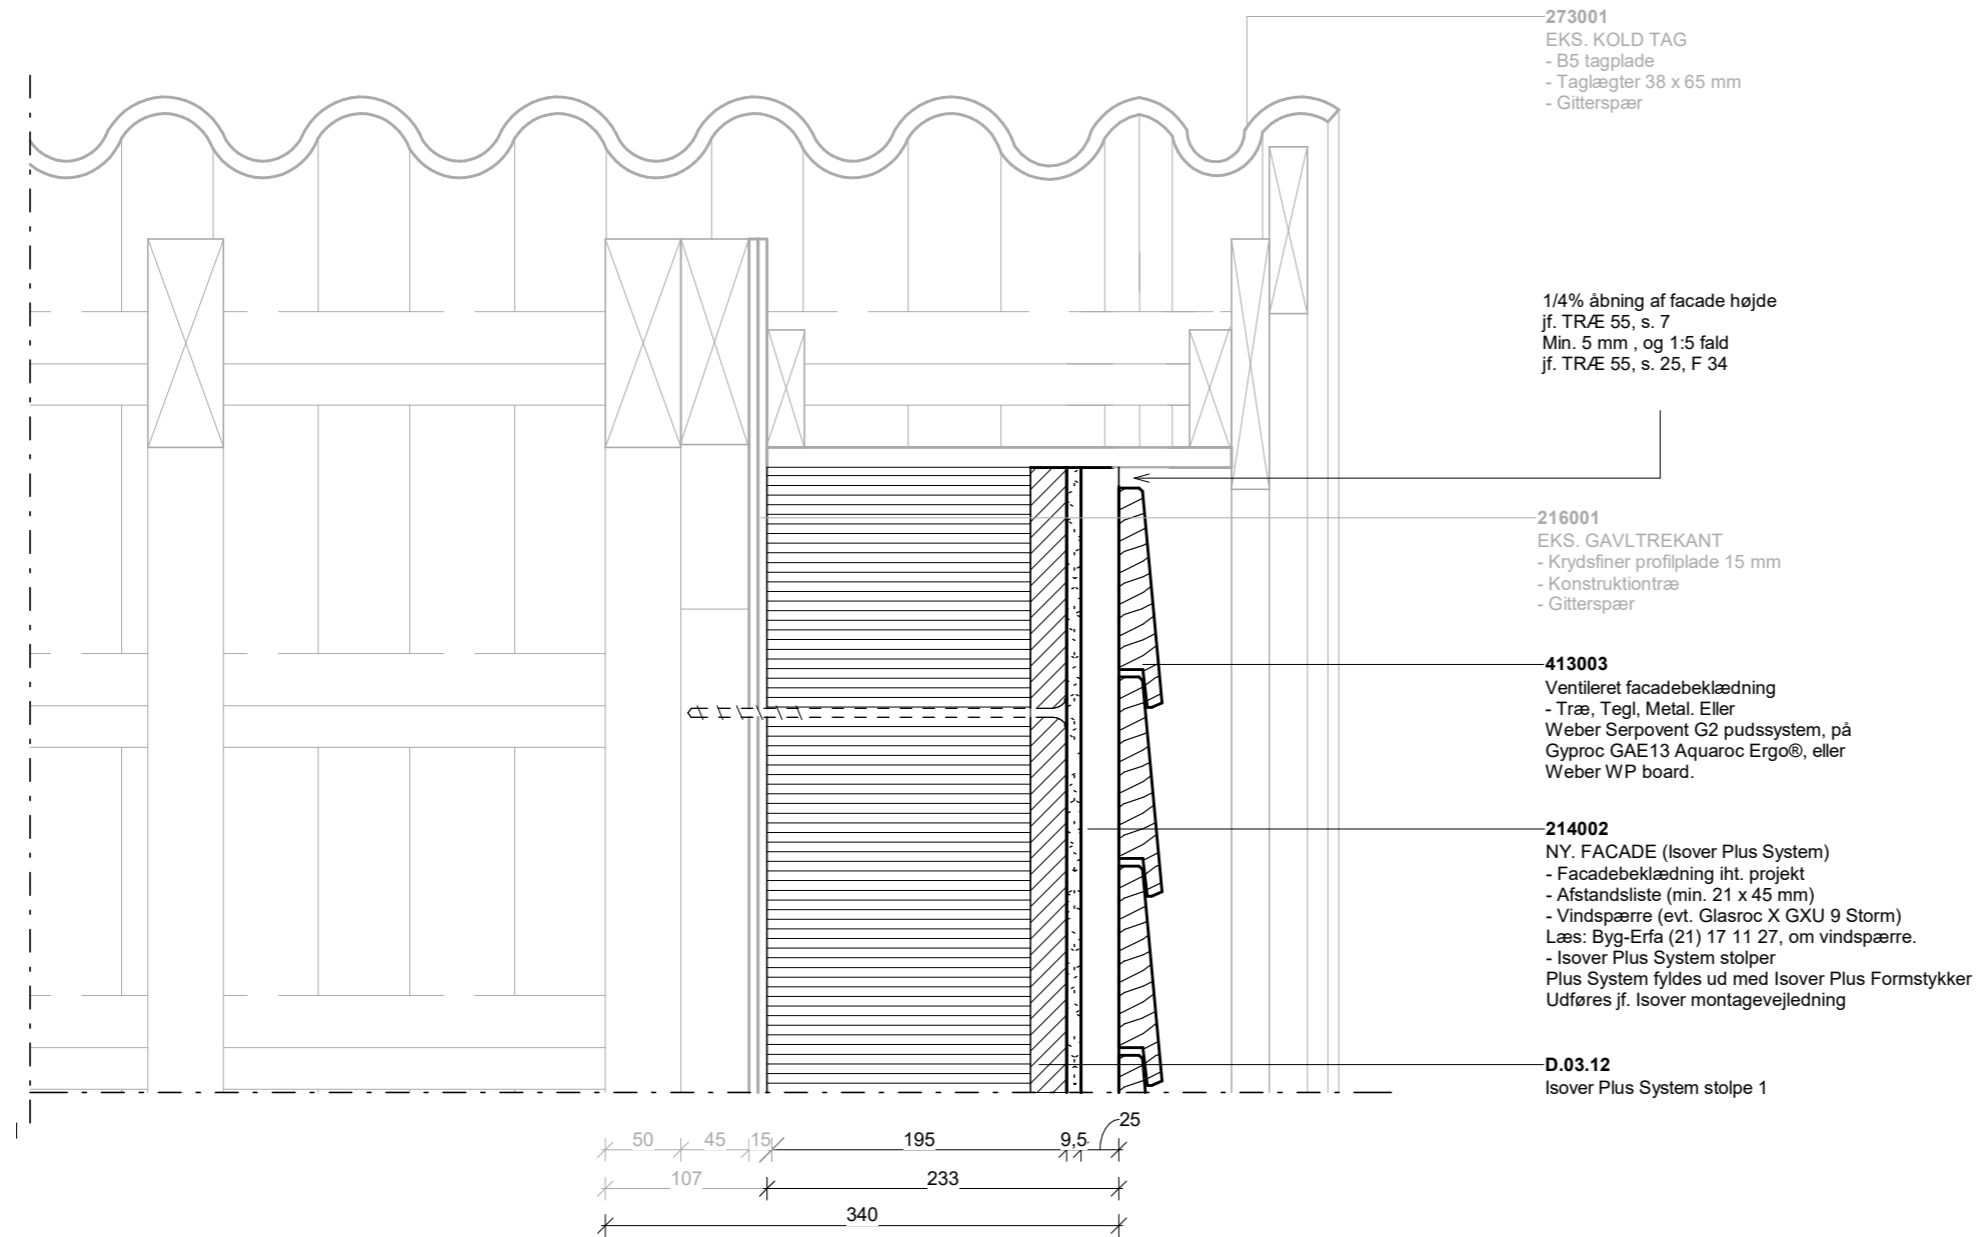 273001
EKS. KOLD TAG
- B5 tagplade
- Taglægter 38 x 65 mm
- Gitterspær
1/4% åbning af facade højde
jf. TRÆ 55, s. 7
Min. 5 mm , og 1:5 fald
jf. TRÆ 55, s. 25, F 34
216001
EKS. GAVLTREKANT
- Krydsfiner profilplade 15 mm
- Konstruktiontræ
- Gitterspær
413003
Ventileret facadebeklædning
- Træ, Tegl, Metal. Eller
Weber Serpovent G2 pudssystem, på
Gyproc GAE13 Aquaroc Ergo®, eller
Weber WP board.
214002
NY. FACADE (Isover Plus System)
- Facadebeklædning iht. projekt
- Afstandsliste (min. 21 x 45 mm)
- Vindspærre (evt. Glasroc X GXU 9 Storm)
Læs: Byg-Erfa (21) 17 11 27, om vindspærre.
- Isover Plus System stolper
Plus System fyldes ud med Isover Plus Formstykker
Udføres jf. Isover montagevejledning
D.03.12
Isover Plus System stolpe 1
25
50 45 15 195 9,5
107 233
340